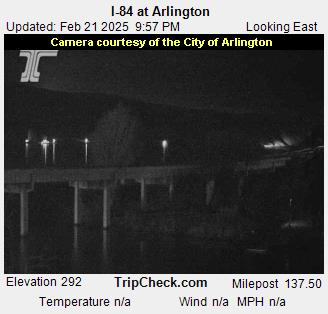 I-84 at Arlington
Updated: Feb 21 2025 9:57 PM Looking East
Camera courtesy of the City of Arlington
Elevation 292 TripCheck.com Milepost 137.50
Temperature n/a Wind n/a MPH n/a